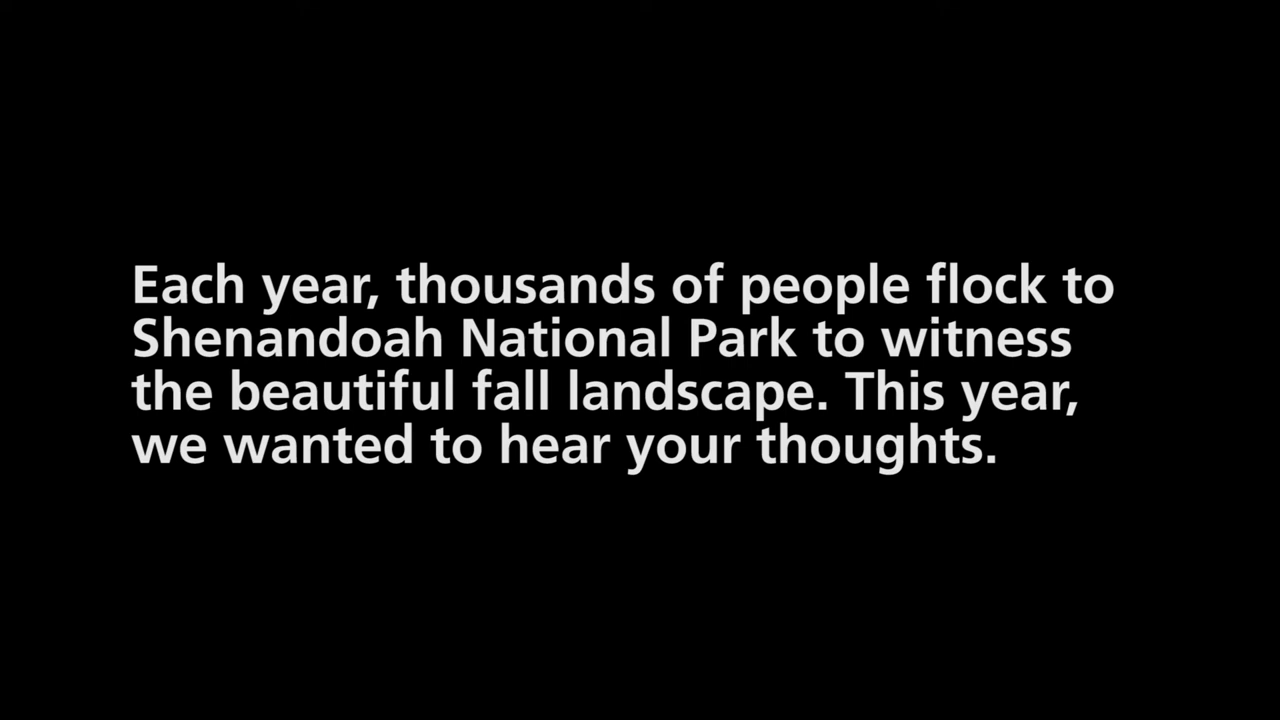 Each year, thousands of people flock to
Shenandoah National Park to witness
the beautiful fall landscape. This year,
we wanted to hear your thoughts.